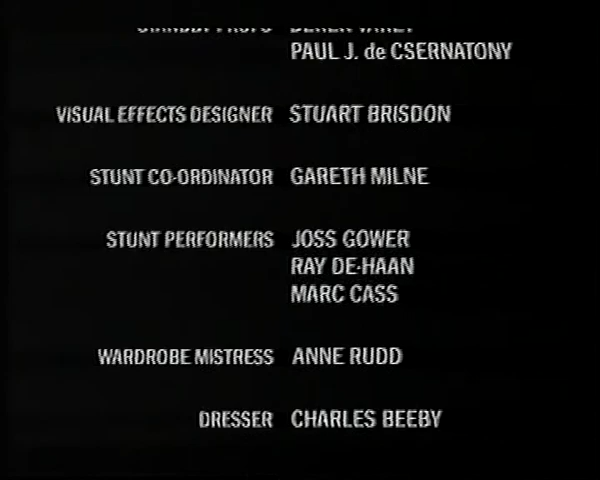 PAUL J. de CSERNATONY
VISUAL EFFECTS DESIGNER STUART BRISDON
STUNT CO-ORDINATOR GARETH MILNE
STUNT PERFORMERS JOSS GOWER
RAY DE-HAAN
MARC CASS
WARDROBE MISTRESS ANNE RUDD
DRESSER CHARLES BEEBY